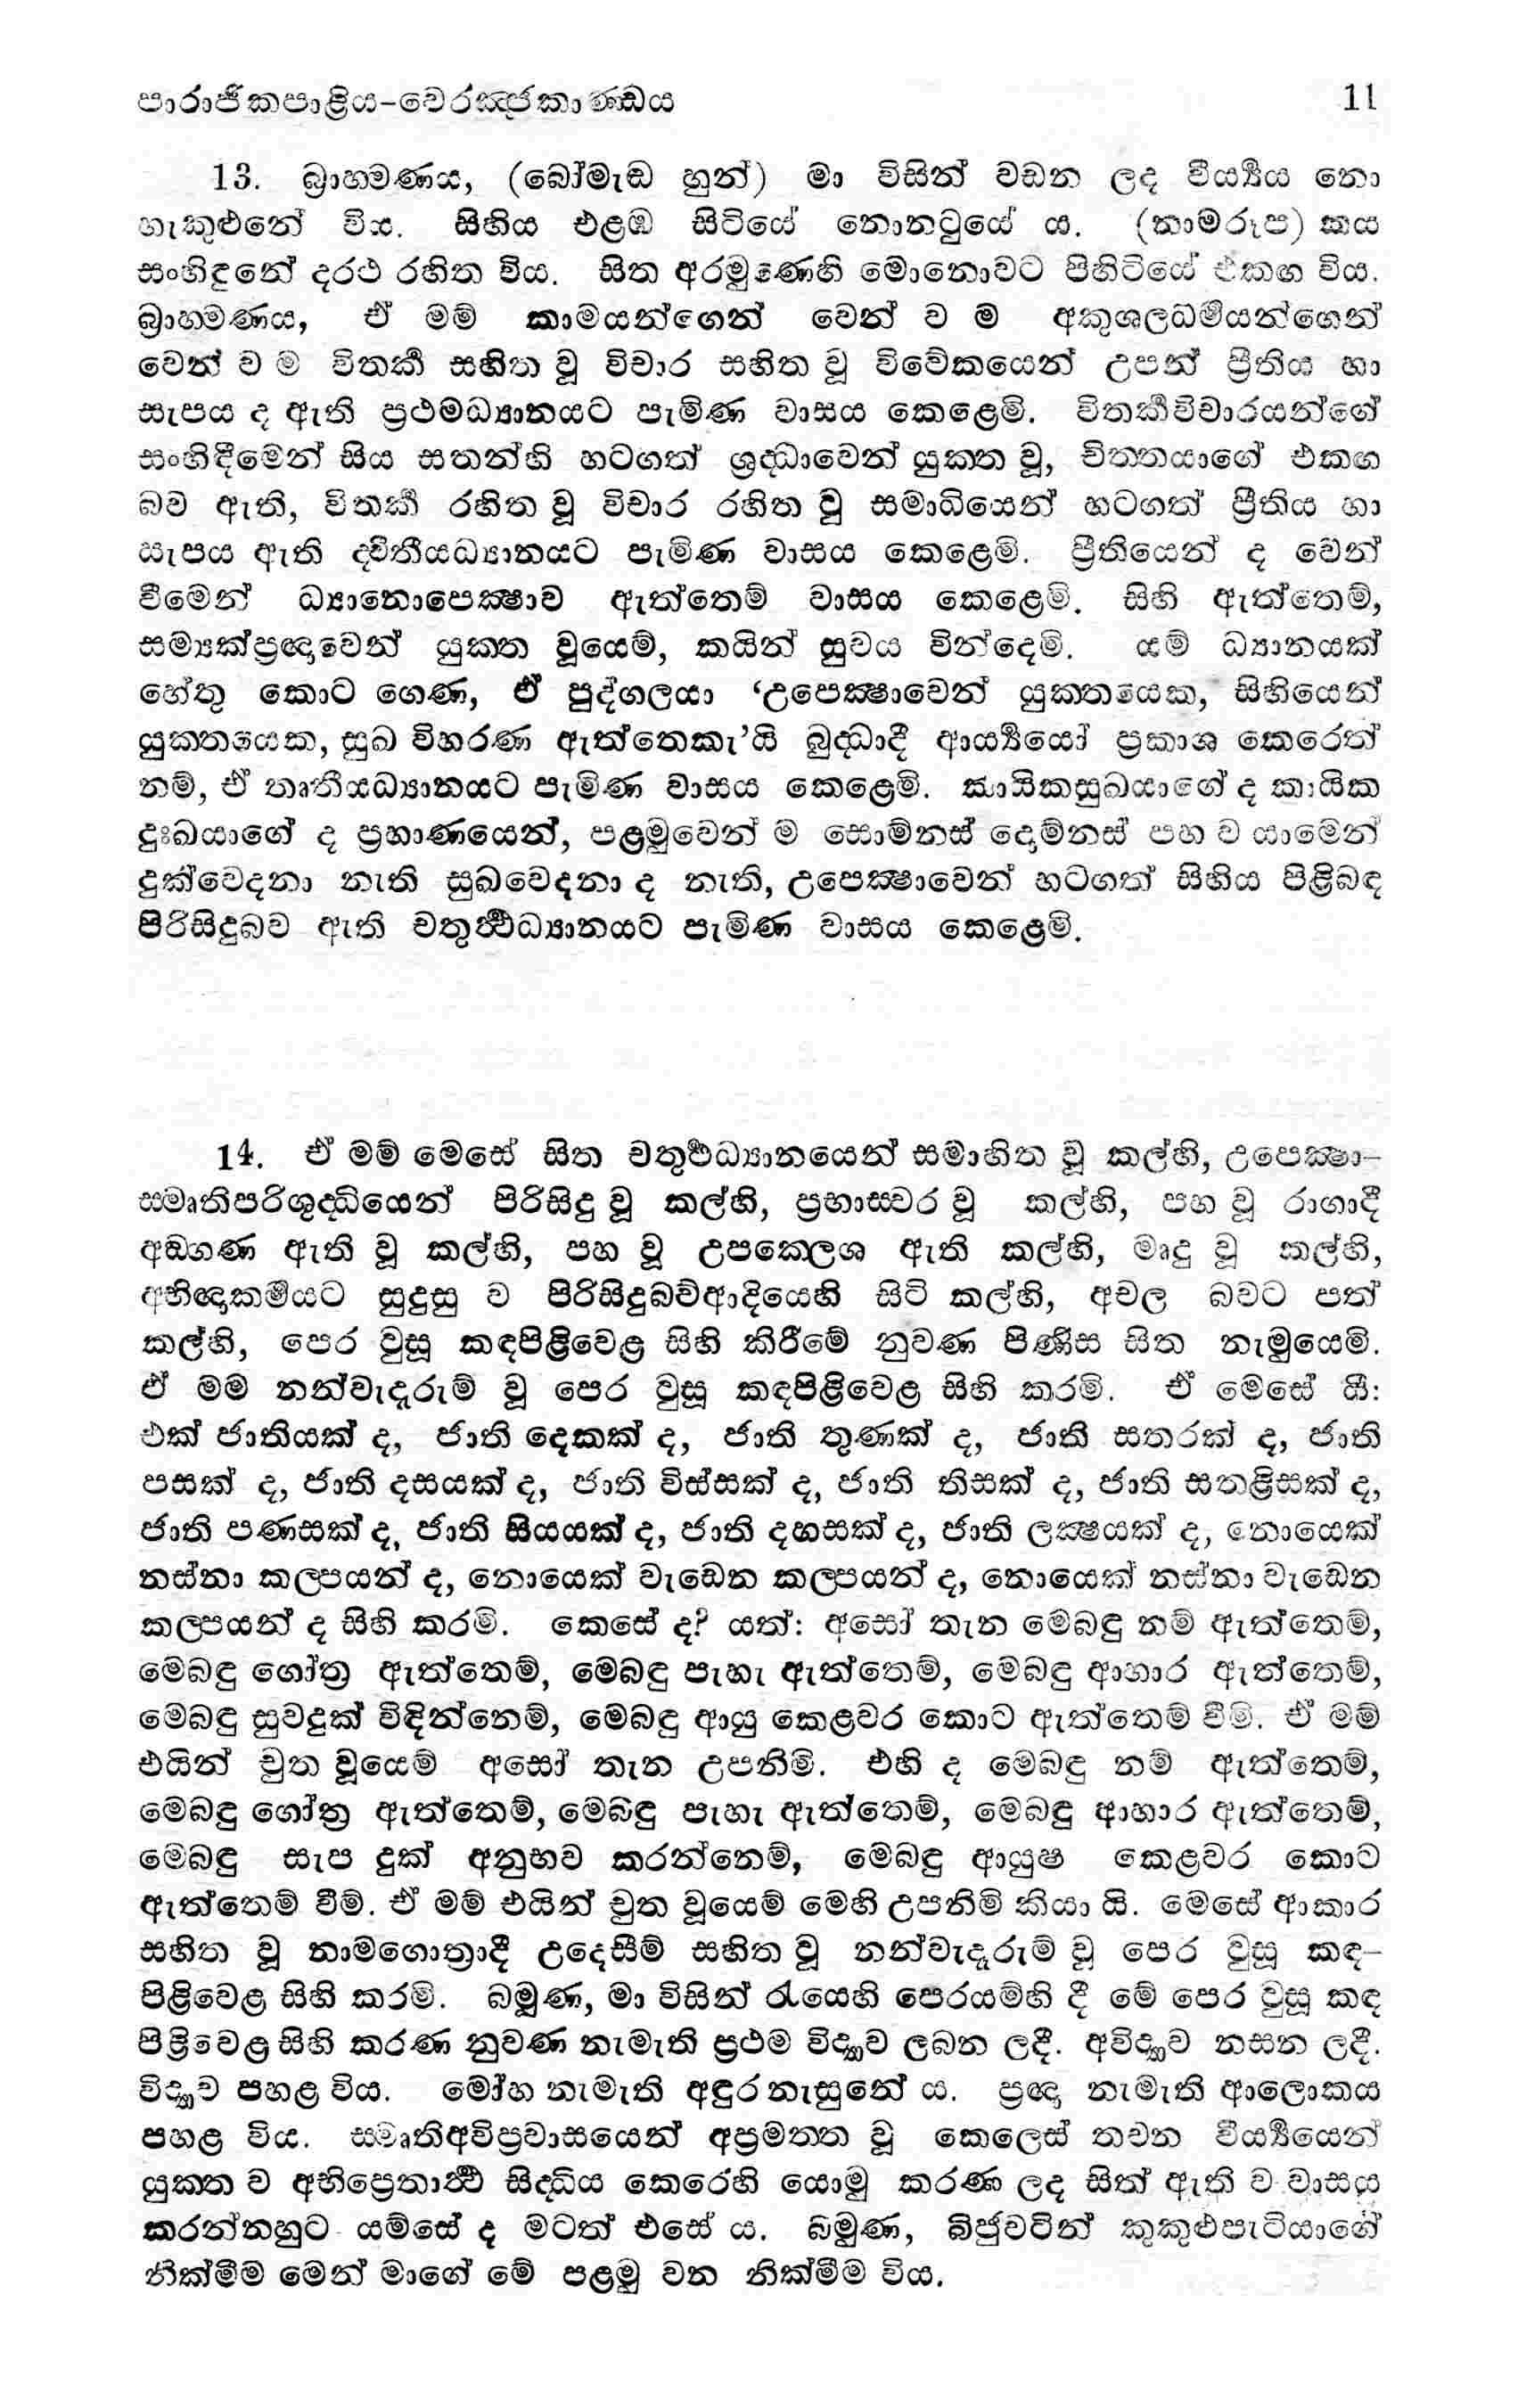 පාරාජිකපාළිය–වෙරඤ්ජකාණ්ඩය 11
13. බ්‍රාහමණය, (බෝමැඩ හුන්) මා විසින් වඩන ලද වීර්‍ය්‍යය නො
හැකුළුනේ විය. සිහිය එළඹ සිටියේ නොනටුයේ ය. (නාමරූප) කය
සංහිඳුනේ දරථ රහිත විය. සිත අරමුණෙහි මොනොවට පිහිටියේ ඒකඟ විය.
බ්‍රාහමණය, ඒ මම් කාමයන්ගෙන් වෙන් ව ම අකුශලධර්‍මයන්ගෙන්
වෙන් ව ම විතර්‍ක සහිත වූ විචාර සහිත වූ විවේකයෙන් උපන් ප්‍රීතිය හා
සැපය ද ඇති ප්‍රථමධ්‍යානයට පැමිණ වාසය කෙළෙමි. විතර්‍කවිචාරයන්ගේ
සංහිඳීමෙන් සිය සතන්හි හටගත් ශ්‍රද්ධාවෙන් යුක්ත වූ, චිත්තයාගේ එකඟ
බව ඇති, විතර්‍ක රහිත වූ විචාර රහිත වූ සමාධියෙන් හටගත් ප්‍රීතිය හා
සැපය ඇති ද්විතීයධ්‍යානයට පැමිණ වාසය කෙළෙමි. ප්‍රීතියෙන් ද වෙන්
වීමෙන් ධ්‍යානොපෙක්‍ෂාව ඇත්තෙම් වාසය කෙළෙමි. සිහි ඇත්තෙම්,
සම්‍යක්ප්‍රඥාවෙන් යුක්ත වූයෙම්, කයින් සුවය වින්දෙමි. යම් ධ්‍යානයක්
හේතු කොට ගෙණ, ඒ පුද්ගලයා ‘උපෙක්‍ෂාවෙන් යුක්තයෙක, සිහියෙන්
යුක්තයෙක, සුඛ විහරණ ඇත්තෙකැ’යි බුද්ධාදී ආර්‍ය්‍යයෝ ප්‍රකාශ කෙරෙත්
නම්, ඒ තෘතීයධ්‍යානයට පැමිණ වාසය කෙළෙමි. කායිකසුඛයාගේ ද කායික
දුඃඛයාගේ ද ප්‍රහාණයෙන්, පළමුවෙන් ම සොම්නස් දොම්නස් පහ ව යාමෙන්
දුක්වෙදනා නැති සුඛවෙදනා ද නැති, උපෙක්‍ෂාවෙන් හටගත් සිහිය පිළිබඳ
පිරිසිදුබව ඇති චතුර්‍ත්‍ථධ්‍යානයට පැමිණ වාසය කෙළෙමි.
14. ඒ මම් මෙසේ සිත චතුර්‍ථධ්‍යානයෙන් සමාහිත වූ කල්හි, උපෙක්‍ෂා–
ස්මෘතිපරිශුද්ධියෙන් පිරිසිදු වූ කල්හි, ප්‍රභාස්වර වූ කල්හි, පහ වූ රාගාදී
අඞ්ගණ ඇති වූ කල්හි, පහ වූ උපක්ලෙශ ඇති කල්හි, මෘදු වූ කල්හි,
අභිඥාකර්‍මයට සුදුසු ව පිරිසිදුබව්ආදියෙහි සිටි කල්හි, අචල බවට පත්
කල්හි, පෙර වුසූ කඳපිළිවෙළ සිහි කිරීමේ නුවණ පිණිස සිත නැමුයෙමි.
ඒ මම නන්වැදෑරුම් වූ පෙර වුසූ කඳපිළිවෙළ සිහි කරමි. ඒ මෙසේ යි:
එක් ජාතියක් ද, ජාති දෙකක් ද, ජාති තුණක් ද, ජාති සතරක් ද, ජාති
පසක් ද, ජාති දසයක් ද, ජාති විස්සක් ද, ජාති තිසක් ද, ජාති සතළිසක් ද,
ජාති පණසක් ද, ජාති සියයක් ද, ජාති දහසක් ද, ජාති ලක්‍ෂයක් ද, නොයෙක්
නස්නා කල්පයන් ද, නොයෙක් වැඩෙන කල්පයන් ද, නොයෙක් නස්නා වැඩෙන
කල්පයන් ද සිහි කරමි. කෙසේ ද? යත්: අසෝ තැන මෙබඳු නම් ඇත්තෙම්,
මෙබඳු ගෝත්‍ර ඇත්තෙම්, මෙබඳු පැහැ ඇත්තෙම්, මෙබඳු ආහාර ඇත්තෙම්,
මෙබඳු සුවදුක් විඳින්නෙම්, මෙබඳු ආයු කෙළවර කොට ඇත්තෙම් වීමි. ඒ මම්
එයින් චුත වූයෙම් අසෝ තැන උපනිමි. එහි ද මෙබඳු නම් ඇත්තෙම්,
මෙබදු ගෝත්‍ර ඇත්තෙම්, මෙබඳු පැහැ ඇත්තෙම්, මෙබඳු ආහාර ඇත්තෙම්,
මෙබඳු සැප දුක් අනුභව කරන්නෙම්, මෙබඳු ආයුෂ කෙළවර කොට
ඇත්තෙම් වීමි. ඒ මම් එයින් චුත වූයෙම් මෙහි උපනිමි කියා යි. මෙසේ ආකාර
සහිත වූ නාමගොත්‍රාදී උදෙසීම් සහිත වූ නන්වැදෑරුම් වූ පෙර වුසූ කඳ–
පිළිවෙළ සිහි කරමි. බමුණ, මා විසින් රැයෙහි පෙරයම්හි දී මේ පෙර වුසූ කඳ
පිළිවෙළ සිහි කරණ නුවණ නැමැති ප්‍රථම විද්‍යාව ලබන ලදී. අවිද්‍යාව නසන ලදී.
විද්‍යාව පහළ විය. මෝහ නැමැති අඳුර නැසුනේ ය. ප්‍රඥා නැමැති ආලොකය
පහළ විය. ස්මෘතිඅවිප්‍රවාසයෙන් අප්‍රමත්ත වූ කෙලෙස් තවන වීර්‍ය්‍යයෙන්
යුක්ත ව අභිප්‍රෙතාර්‍ත්‍ථ සිද්ධිය කෙරෙහි යොමු කරණ ලද සිත් ඇති ව වාසය
කරන්නහුට යම්සේ ද මටත් එසේ ය. බමුණ, බිජුවටින් කුකුළුපැටියාගේ
නික්මීම මෙන් මාගේ මේ පළමු වන නික්මීම විය.